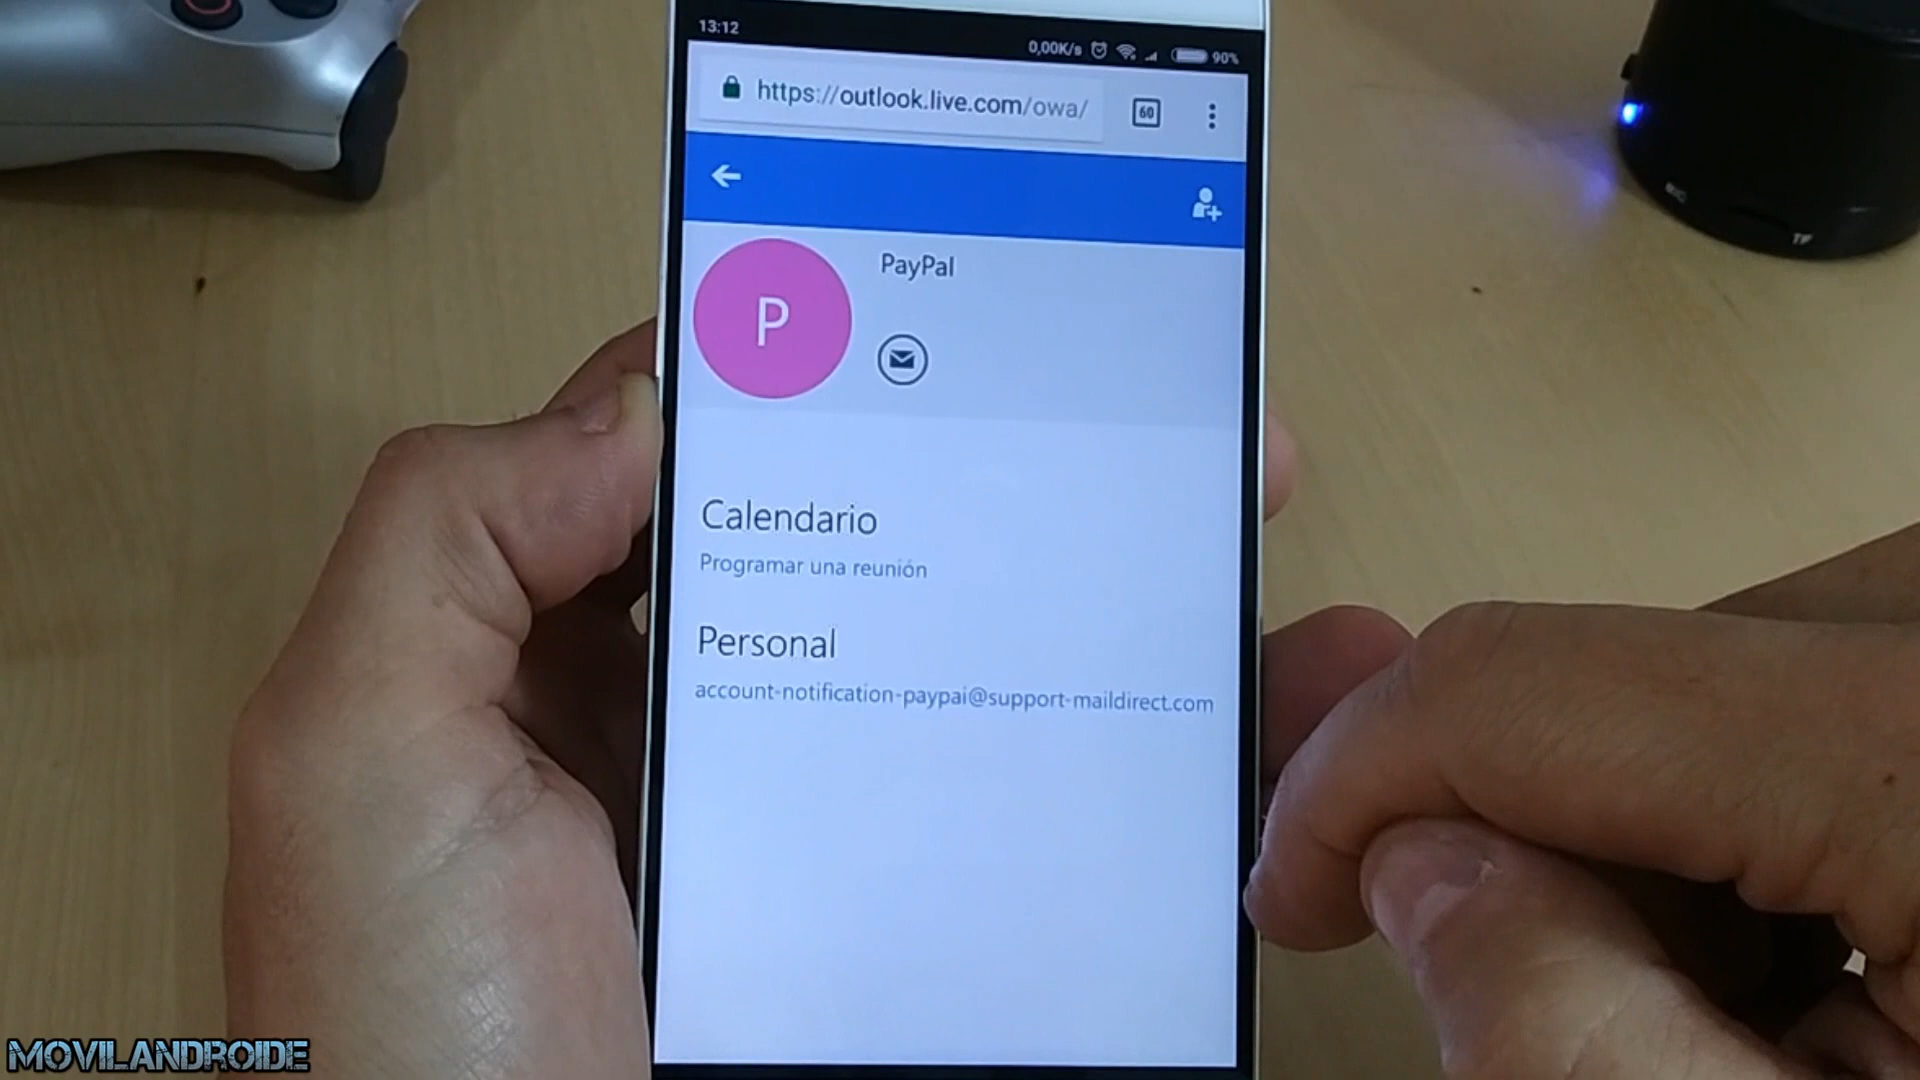 13:12
0,00K/s 90%
https://outlook.live.com/owa/
60
PayPal
P
Calendario
Programar una reunión
Personal
account-notification-paypai@support-maildirect.com
TF
MOVILANDROIDE